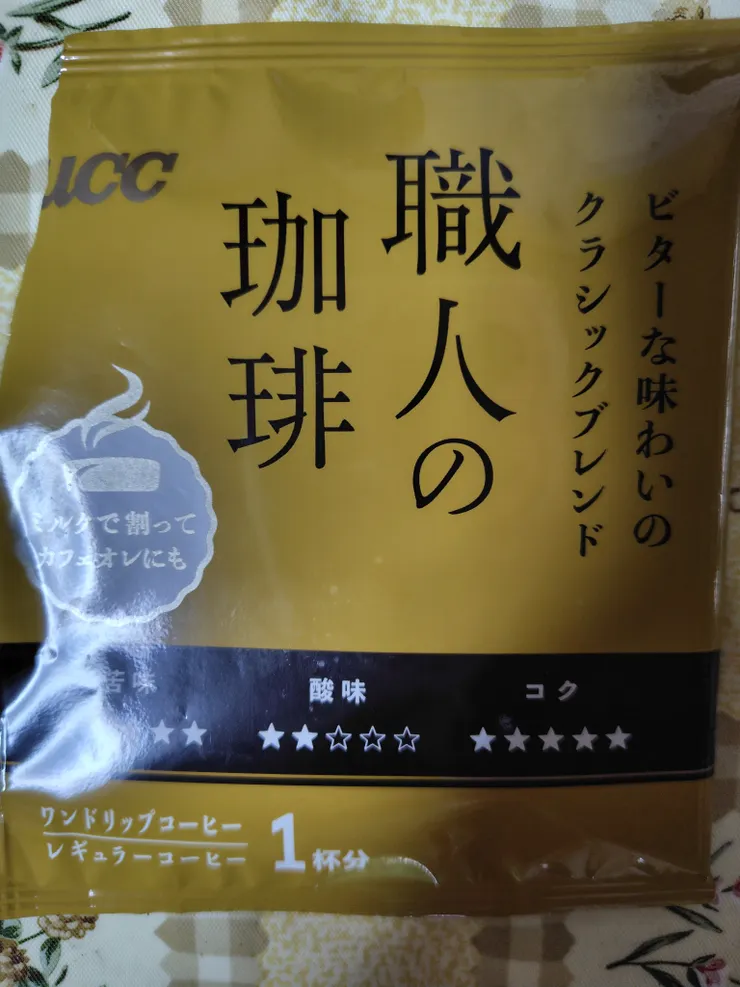 ucc
ビターな味わいの
クラシックブレンド
職人の
珈琲
ミルクで割って
カフェオレにも
苦味
★★
酸味
★★☆☆☆
コク
★★★★★
ワンドリップコーヒー
レギュラーコーヒー
1杯分